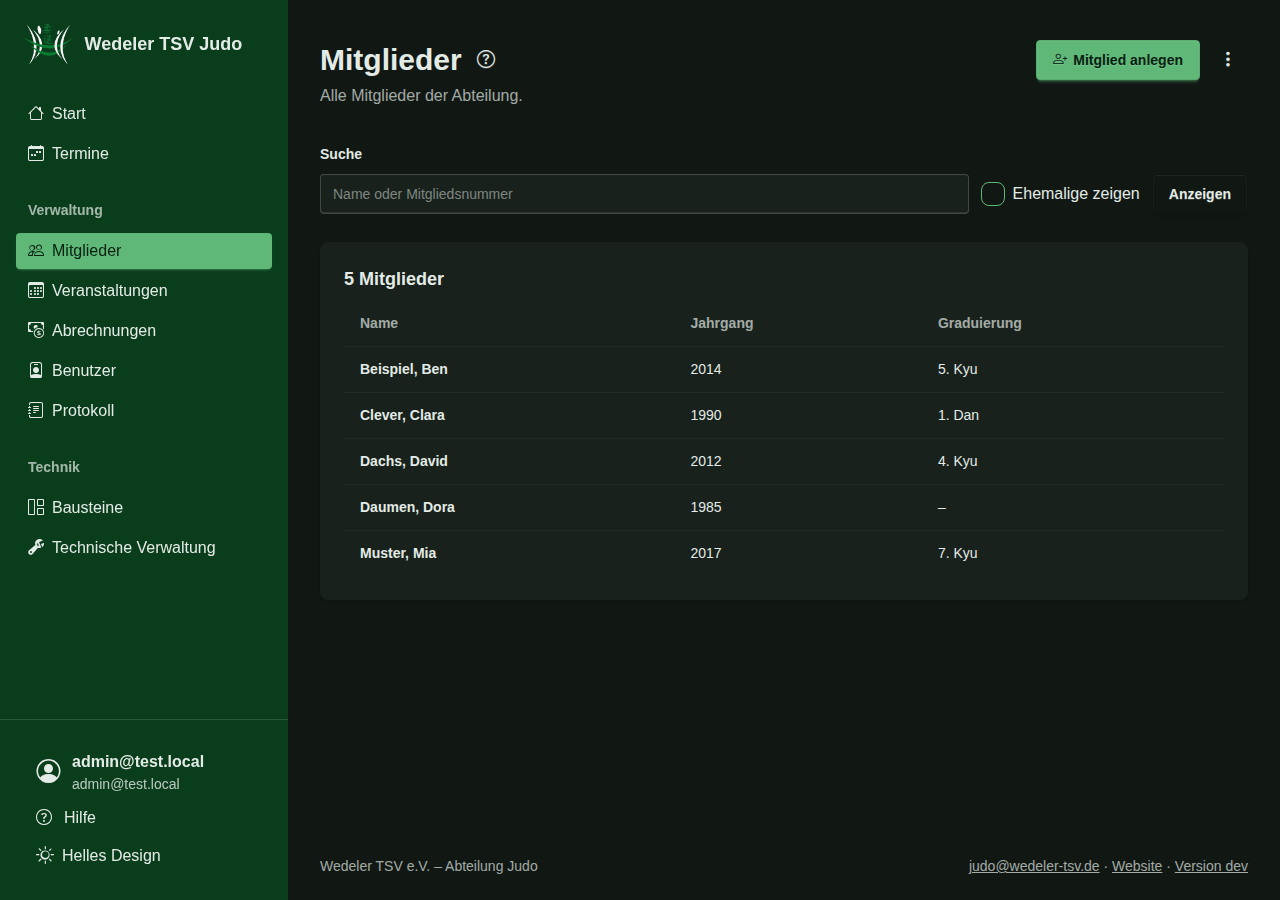 Wedeler TSV Judo
Start
Termine
Verwaltung
Mitglieder
Veranstaltungen
Abrechnungen
Benutzer
Protokoll
Technik
Bausteine
Technische Verwaltung
admin@test.local
admin@test.local
Hilfe
Helles Design
Mitglieder
Mitglied anlegen
Alle Mitglieder der Abteilung.
Suche
Name oder Mitgliedsnummer
Ehemalige zeigen
Anzeigen
5 Mitglieder
Name Jahrgang Graduierung
Beispiel, Ben 2014 5. Kyu
Clever, Clara 1990 1. Dan
Dachs, David 2012 4. Kyu
Daumen, Dora 1985 –
Muster, Mia 2017 7. Kyu
Wedeler TSV e.V. – Abteilung Judo
judo@wedeler-tsv.de · Website · Version dev